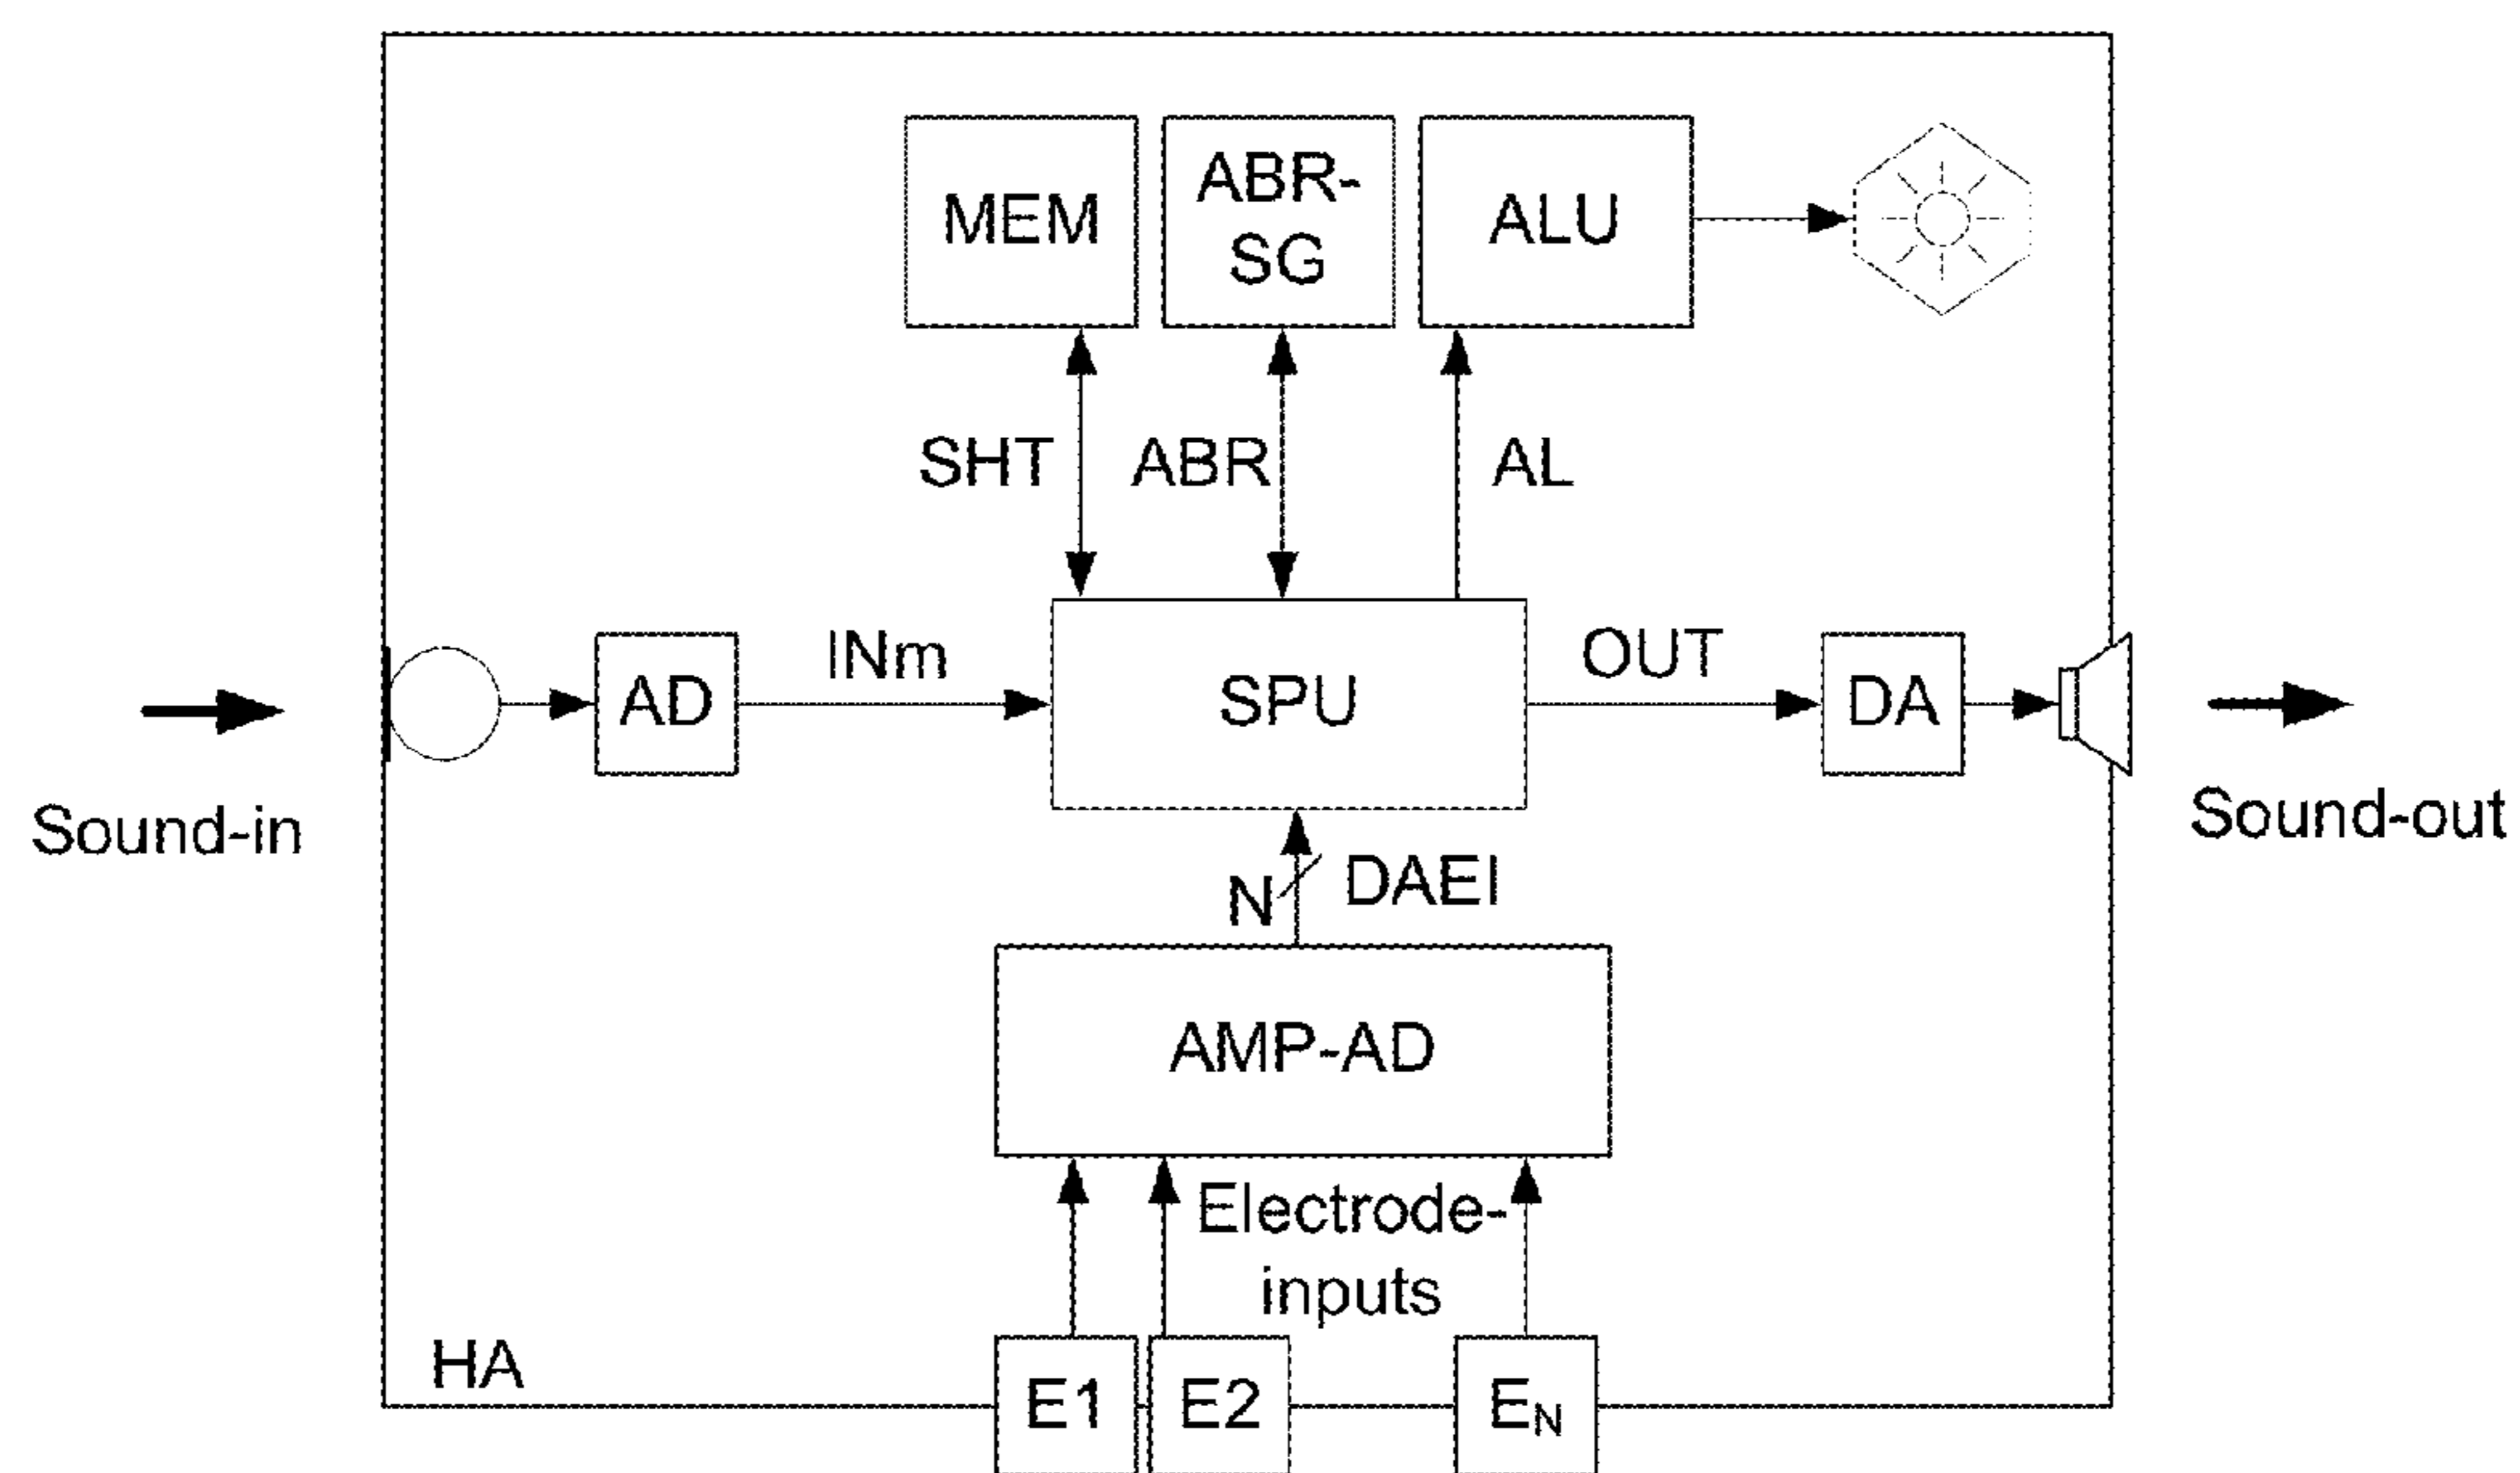 MEM
ABR-
SG
ALU
SHT
ABR
AL
Sound-in
AD
INm
SPU
OUT
DA
Sound-out
N
DAEI
AMP-AD
Electrode-
inputs
HA
E1
E2
EN